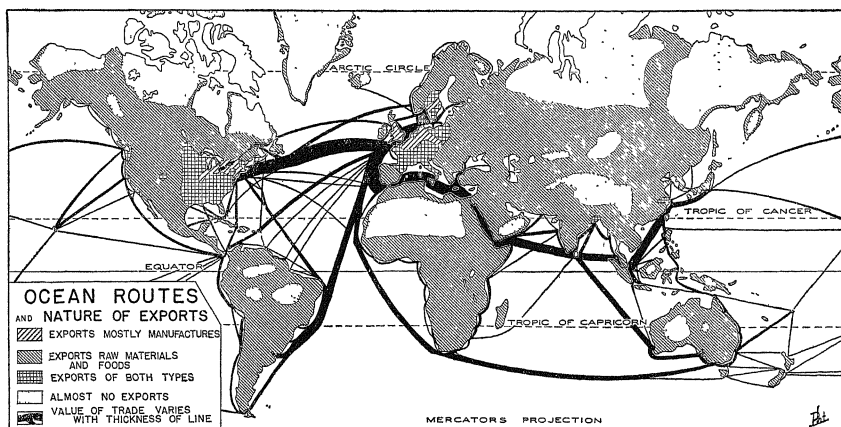 ARCTIC CIRCLE
TROPIC OF CANCER
EQUATOR
TROPIC OF CAPRICORN
OCEAN ROUTES
AND NATURE OF EXPORTS
EXPORTS MOSTLY MANUFACTURES
EXPORTS RAW MATERIALS
AND FOODS
EXPORTS OF BOTH TYPES
ALMOST NO EXPORTS
VALUE OF TRADE VARIES
WITH THICKNESS OF LINE
MERCATORS PROJECTION